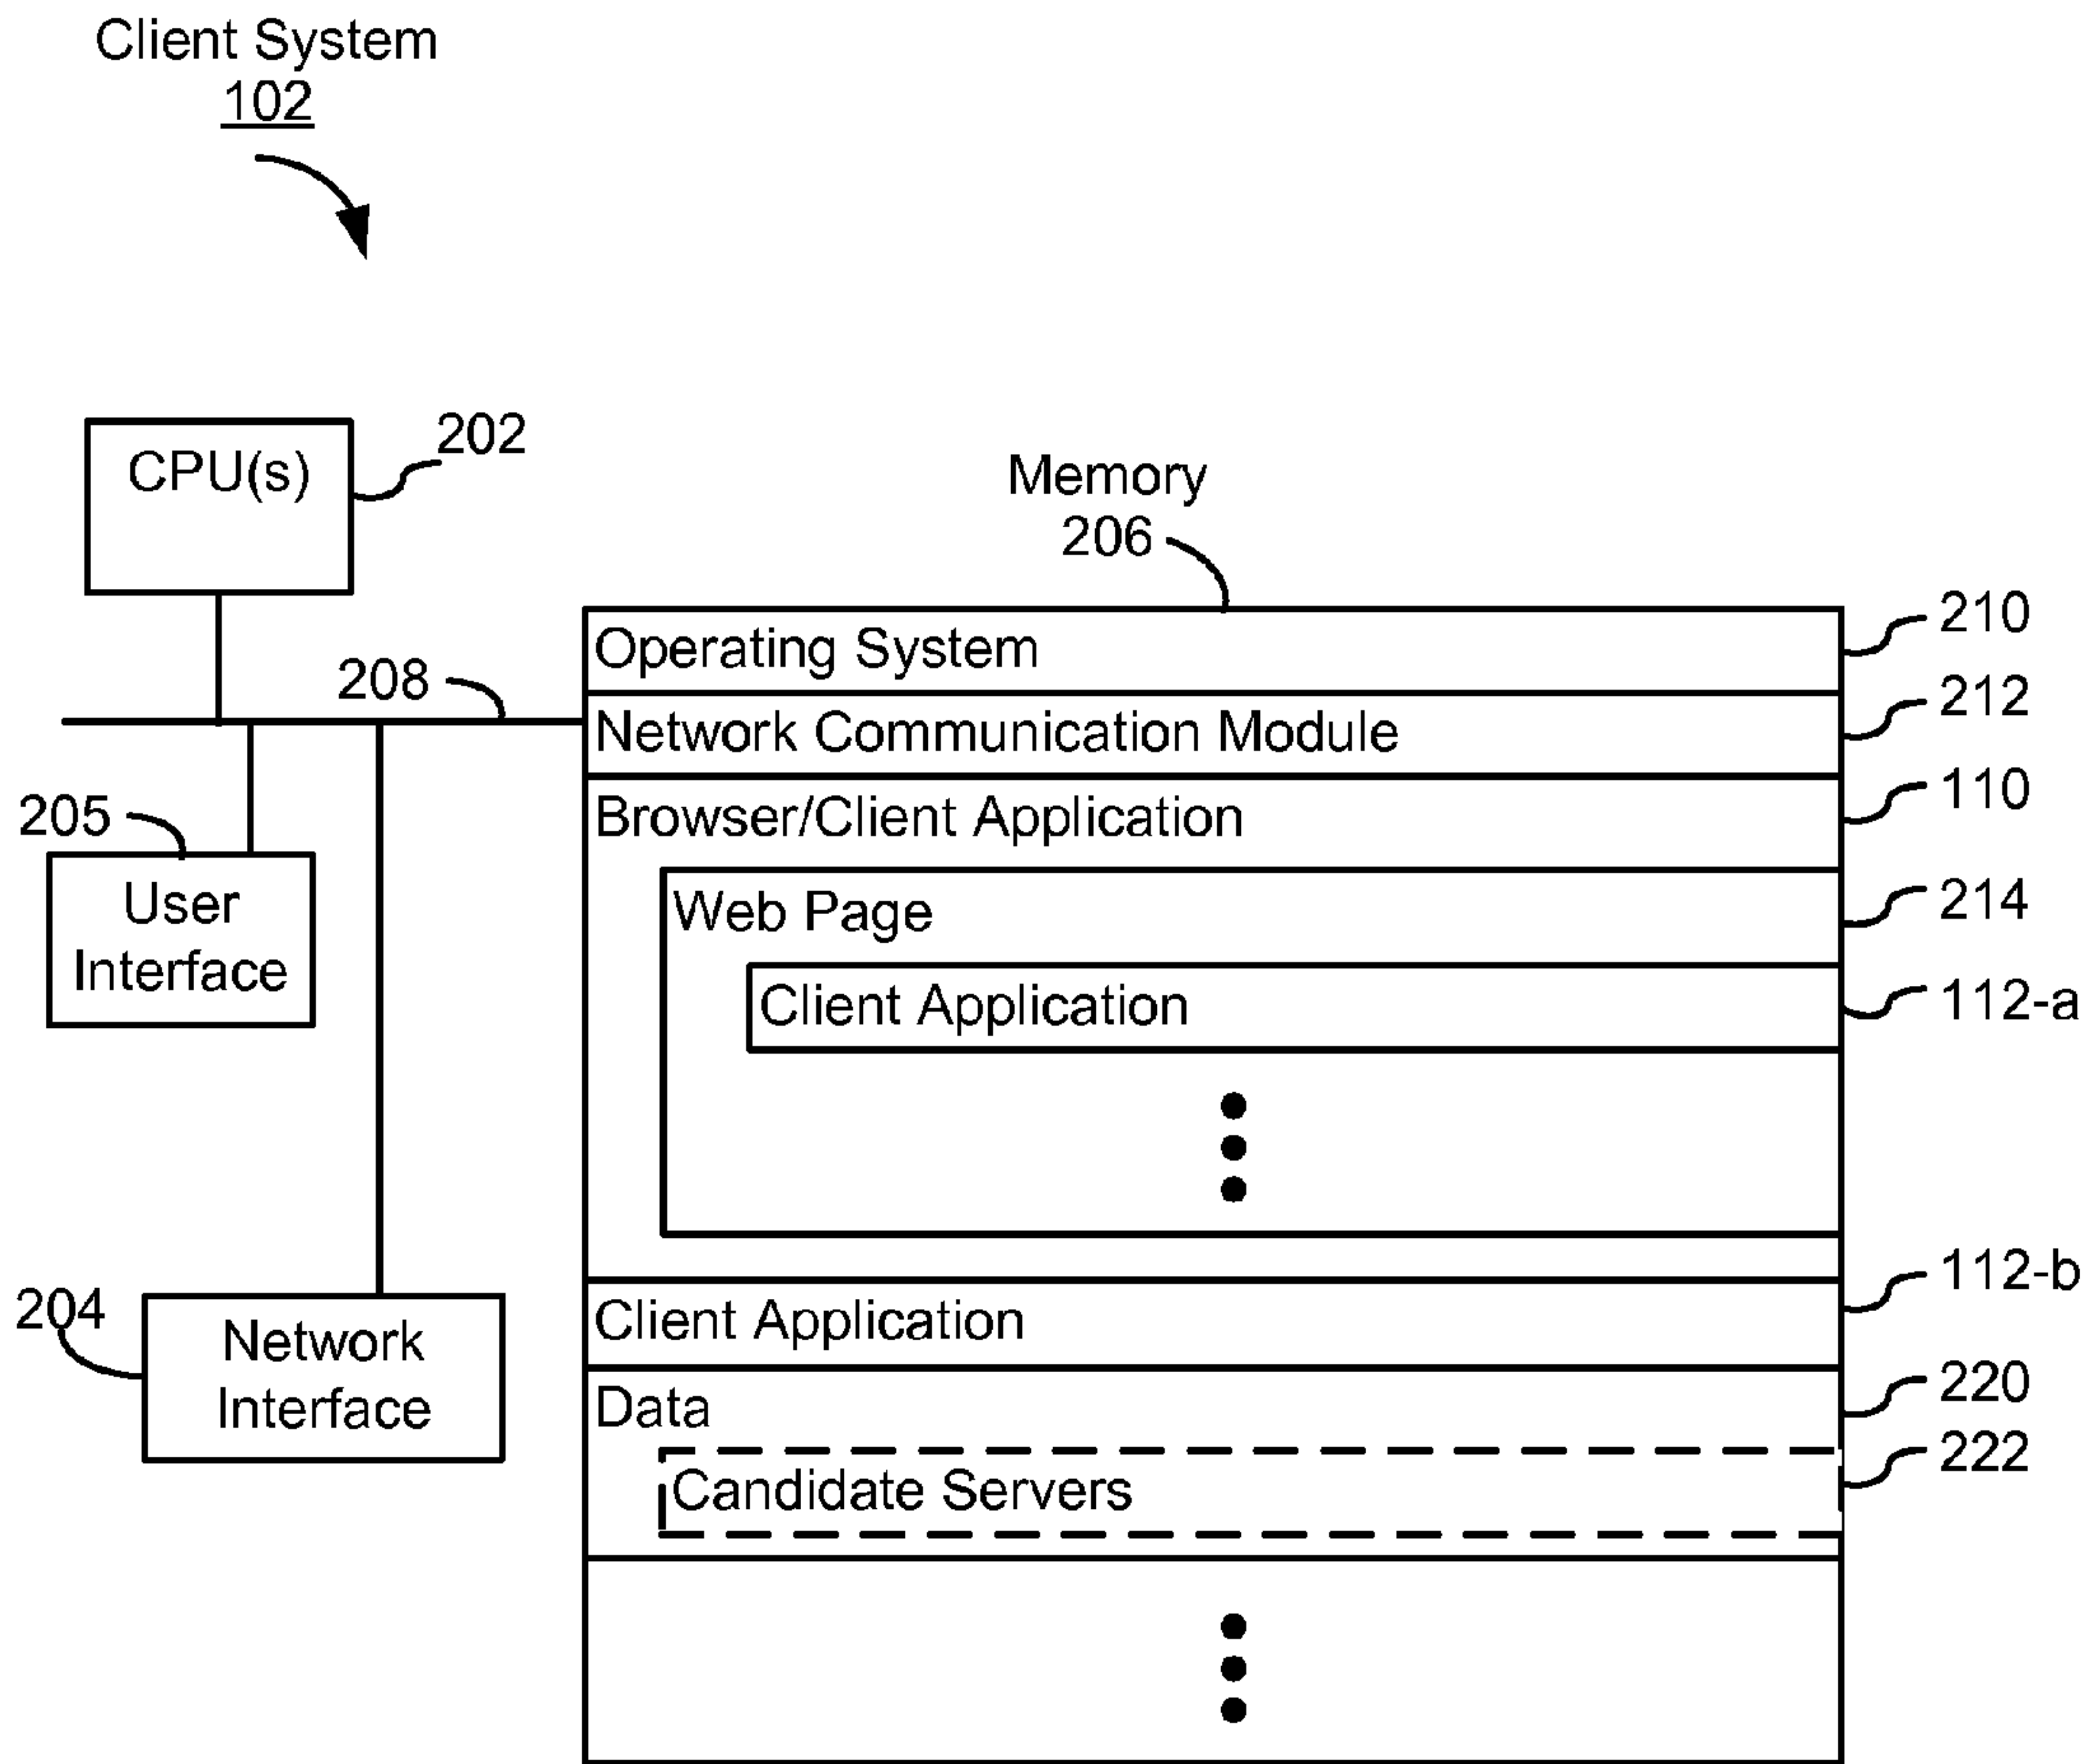 Client System
102
CPU(s)
202
Memory
206
208
Operating System
210
Network Communication Module
212
Browser/Client Application
110
205
User
Interface
Web Page
214
Client Application
112-a
204
Network
Interface
Client Application
112-b
Data
220
Candidate Servers
222